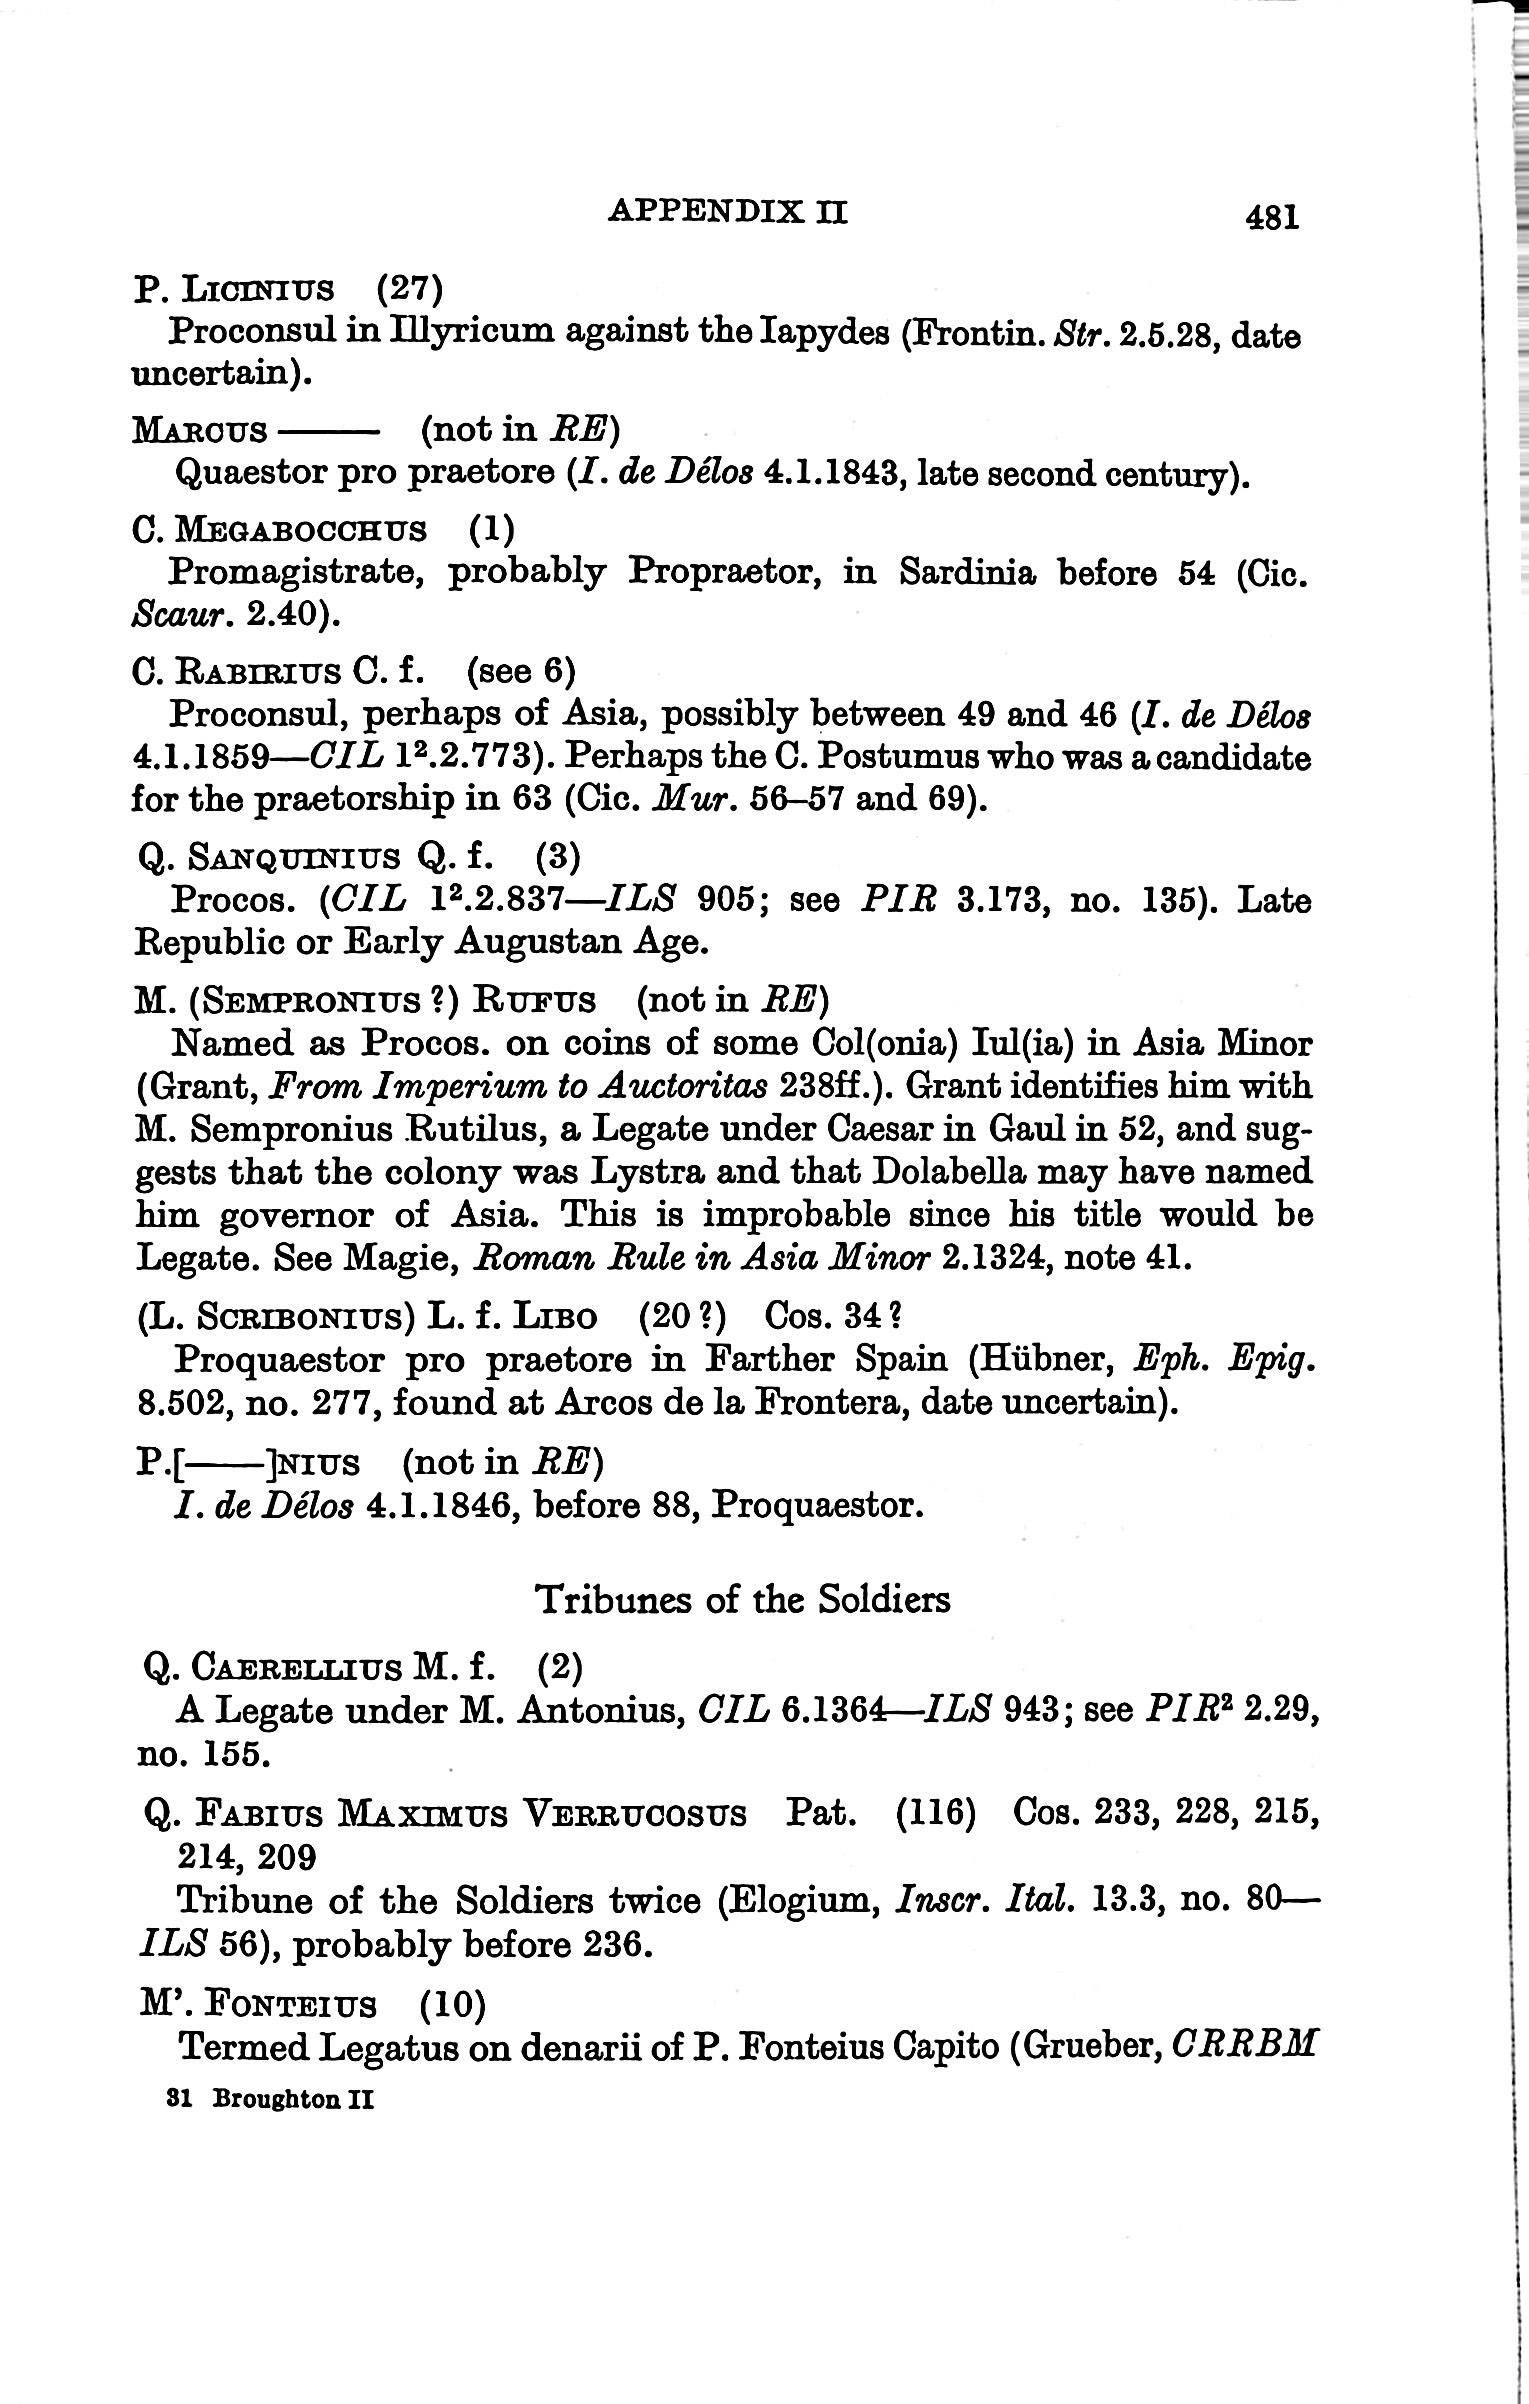 APPENDIX II 481
P. LICINIUS (27)
Proconsul in Illyricum against the Iapydes (Frontin. Str. 2.5.28, date
uncertain).
MARCUS —— (not in RE)
Quaestor pro praetore (I. de Délos 4.1.1843, late second century).
C. MEGABOCCHUS (1)
Promagistrate, probably Propraetor, in Sardinia before 54 (Cic.
Scaur. 2.40).
C. RABIRIUS C. f. (see 6)
Proconsul, perhaps of Asia, possibly between 49 and 46 (I. de Délos
4.1.1859—CIL 1².2.773). Perhaps the C. Postumus who was a candidate
for the praetorship in 63 (Cic. Mur. 56–57 and 69).
Q. SANQUINIUS Q. f. (3)
Procos. (CIL 1².2.837—ILS 905; see PIR 3.173, no. 135). Late
Republic or Early Augustan Age.
M. (SEMPRONIUS ?) RUFUS (not in RE)
Named as Procos. on coins of some Col(onia) Iul(ia) in Asia Minor
(Grant, From Imperium to Auctoritas 238ff.). Grant identifies him with
M. Sempronius Rutilus, a Legate under Caesar in Gaul in 52, and sug-
gests that the colony was Lystra and that Dolabella may have named
him governor of Asia. This is improbable since his title would be
Legate. See Magie, Roman Rule in Asia Minor 2.1324, note 41.
(L. SCRIBONIUS) L. f. LIBO (20 ?) Cos. 34 ?
Proquaestor pro praetore in Farther Spain (Hübner, Eph. Epig.
8.502, no. 277, found at Arcos de la Frontera, date uncertain).
P.[——]NIUS (not in RE)
I. de Délos 4.1.1846, before 88, Proquaestor.
Tribunes of the Soldiers
Q. CAERELLIUS M. f. (2)
A Legate under M. Antonius, CIL 6.1364—ILS 943; see PIR² 2.29,
no. 155.
Q. FABIUS MAXIMUS VERRUCOSUS Pat. (116) Cos. 233, 228, 215,
214, 209
Tribune of the Soldiers twice (Elogium, Inscr. Ital. 13.3, no. 80—
ILS 56), probably before 236.
M’. FONTEIUS (10)
Termed Legatus on denarii of P. Fonteius Capito (Grueber, CRRBM
31 Broughton II